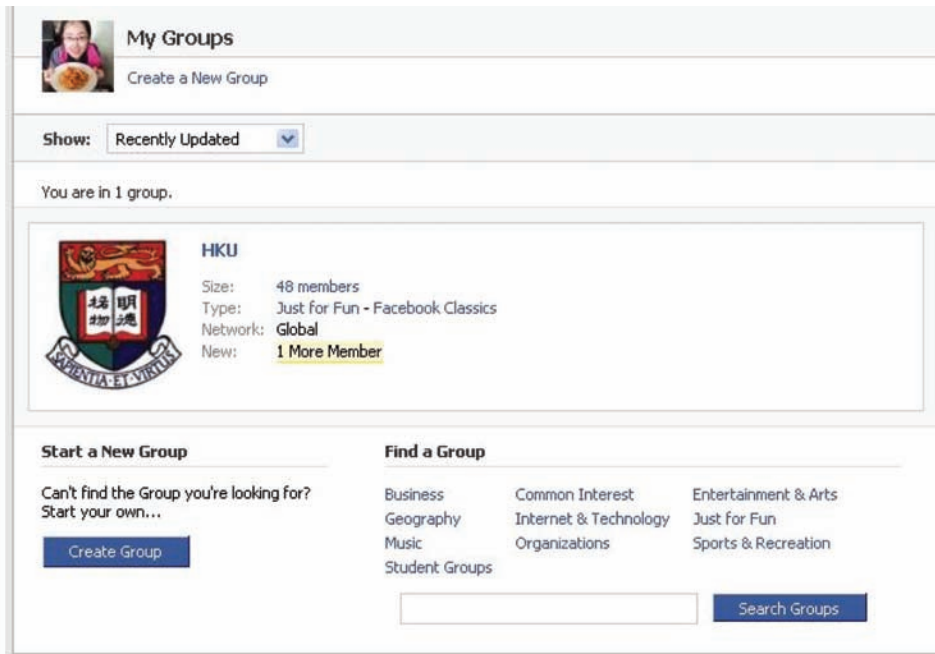 My Groups
Create a New Group
Show: Recently Updated
You are in 1 group.
HKU
Size: 48 members
Type: Just for Fun - Facebook Classics
Network: Global
New: 1 More Member
明德
格物
SAPIENTIA·ET·VIRTUS
Start a New Group
Can't find the Group you're looking for?
Start your own...
Create Group
Find a Group
Business Common Interest Entertainment & Arts
Geography Internet & Technology Just for Fun
Music Organizations Sports & Recreation
Student Groups
Search Groups